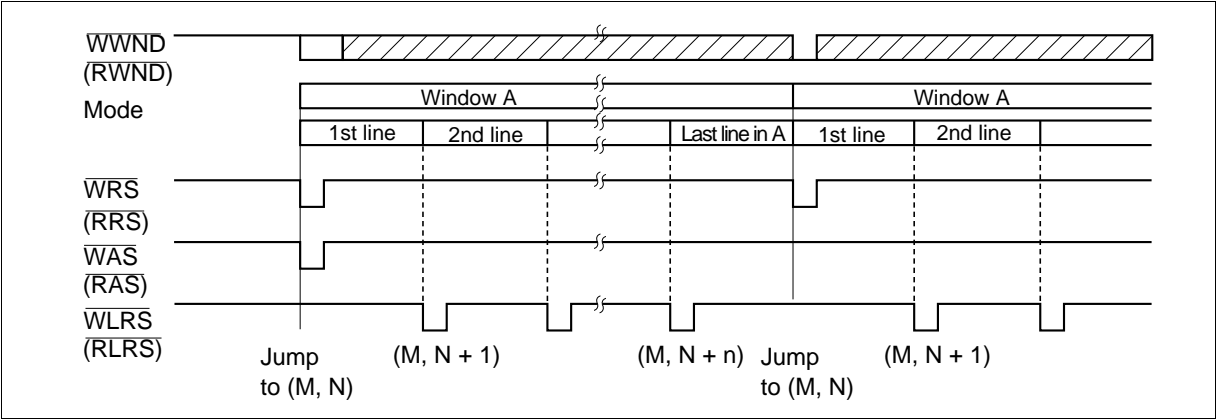 WWND
(RWND)
Mode
Window A Window A
1st line 2nd line Last line in A 1st line 2nd line
WRS
(RRS)
WAS
(RAS)
WLRS
(RLRS)
Jump (M, N + 1) (M, N + n) Jump (M, N + 1)
to (M, N) to (M, N)